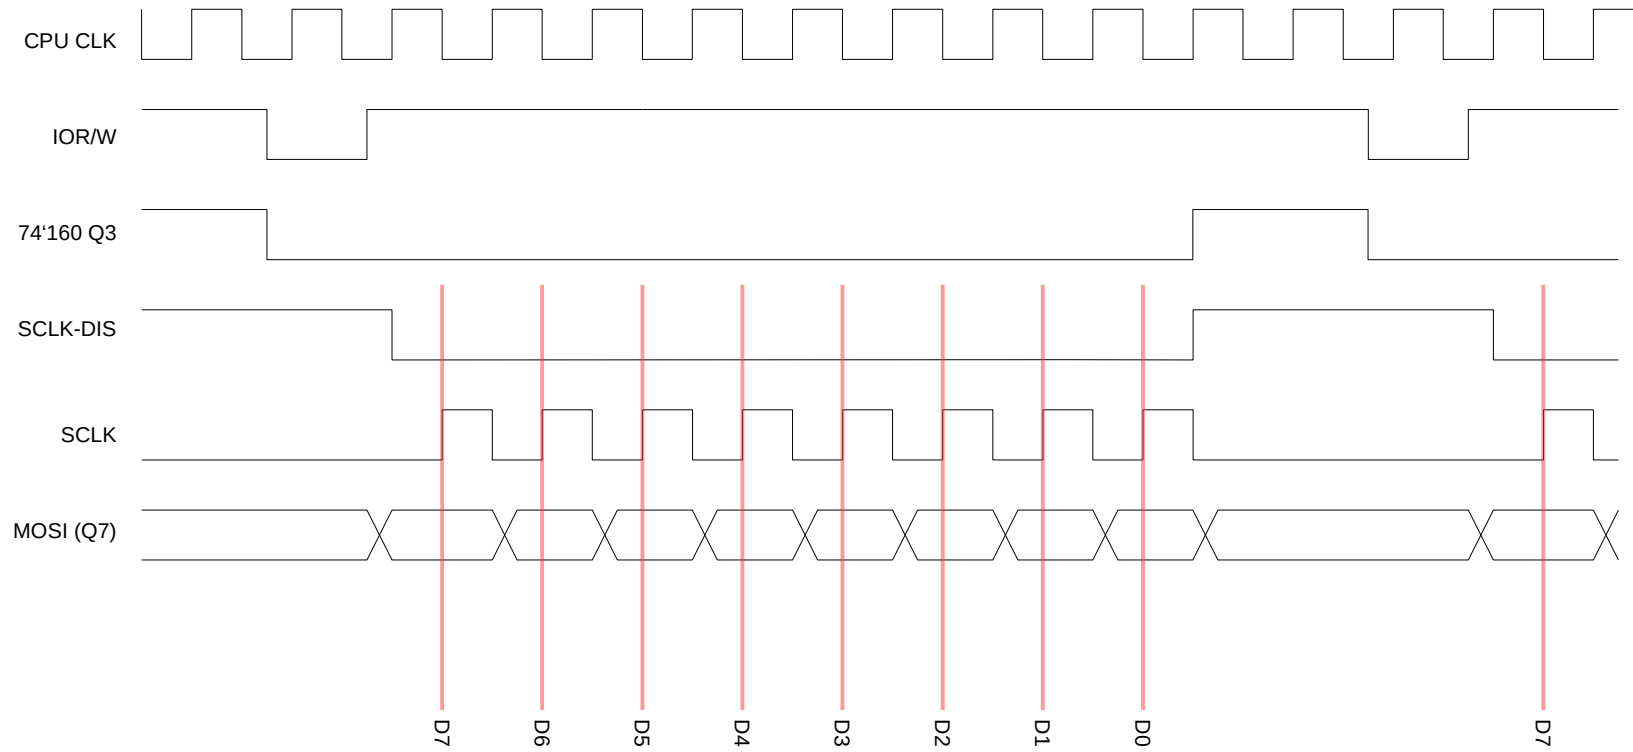 CPU CLK
IOR/W
74‘160 Q3
SCLK-DIS
SCLK
MOSI (Q7)
D7
D6
D5
D4
D3
D2
D1
D0
D7